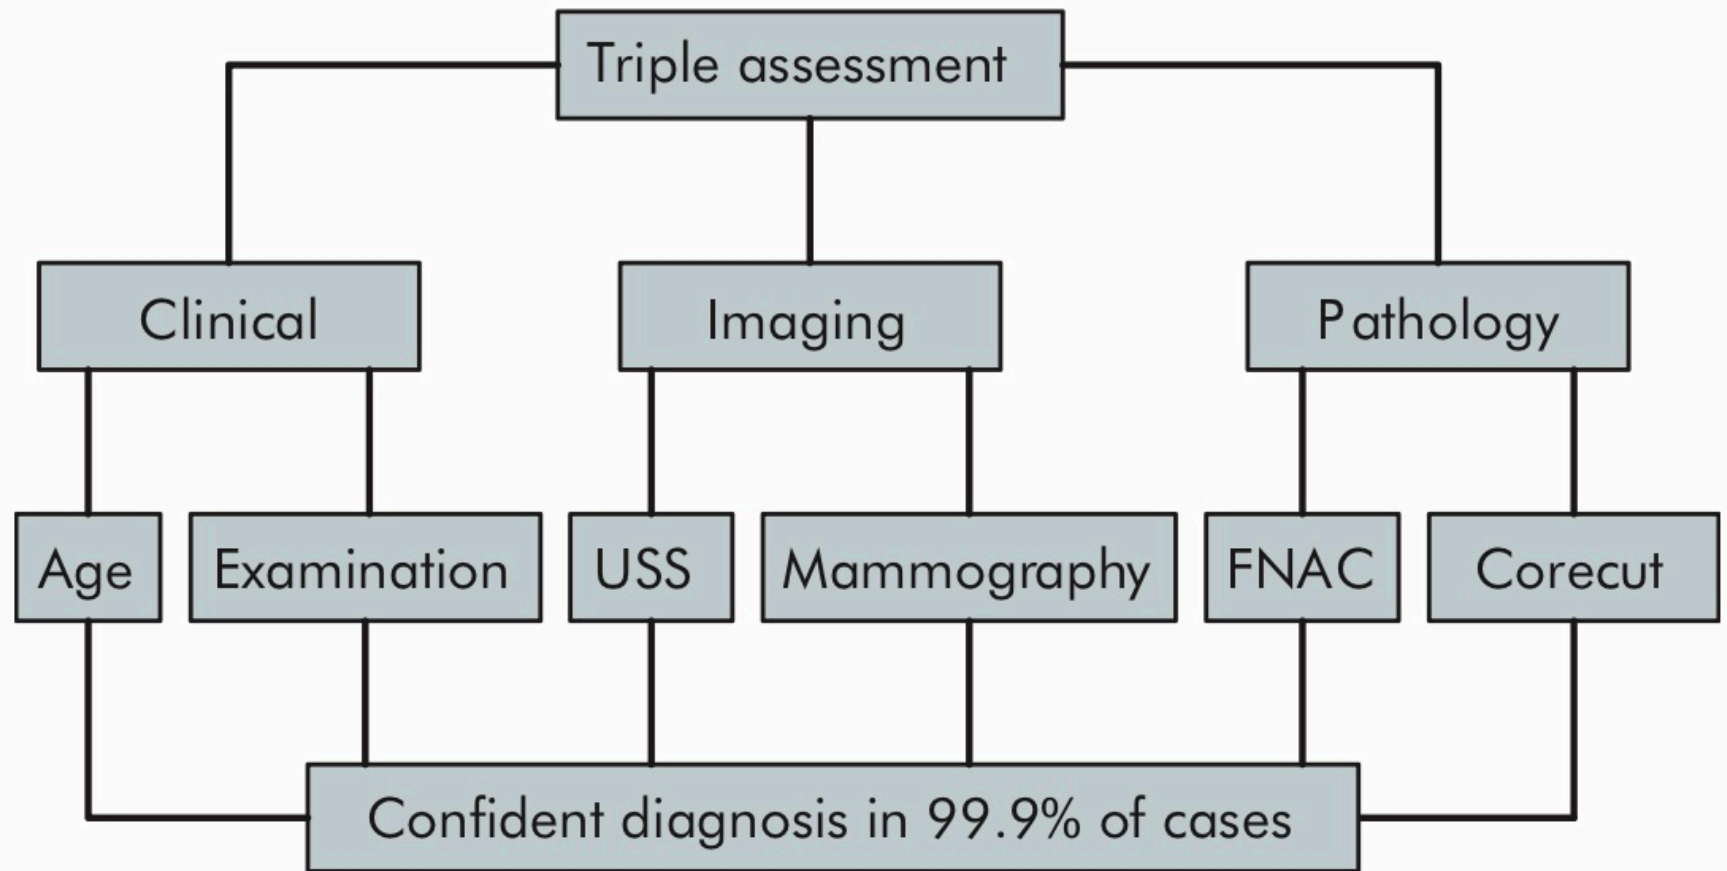 Triple assessment
Clinical
Imaging
Pathology
Age
Examination
USS
Mammography
FNAC
Corecut
Confident diagnosis in 99.9% of cases